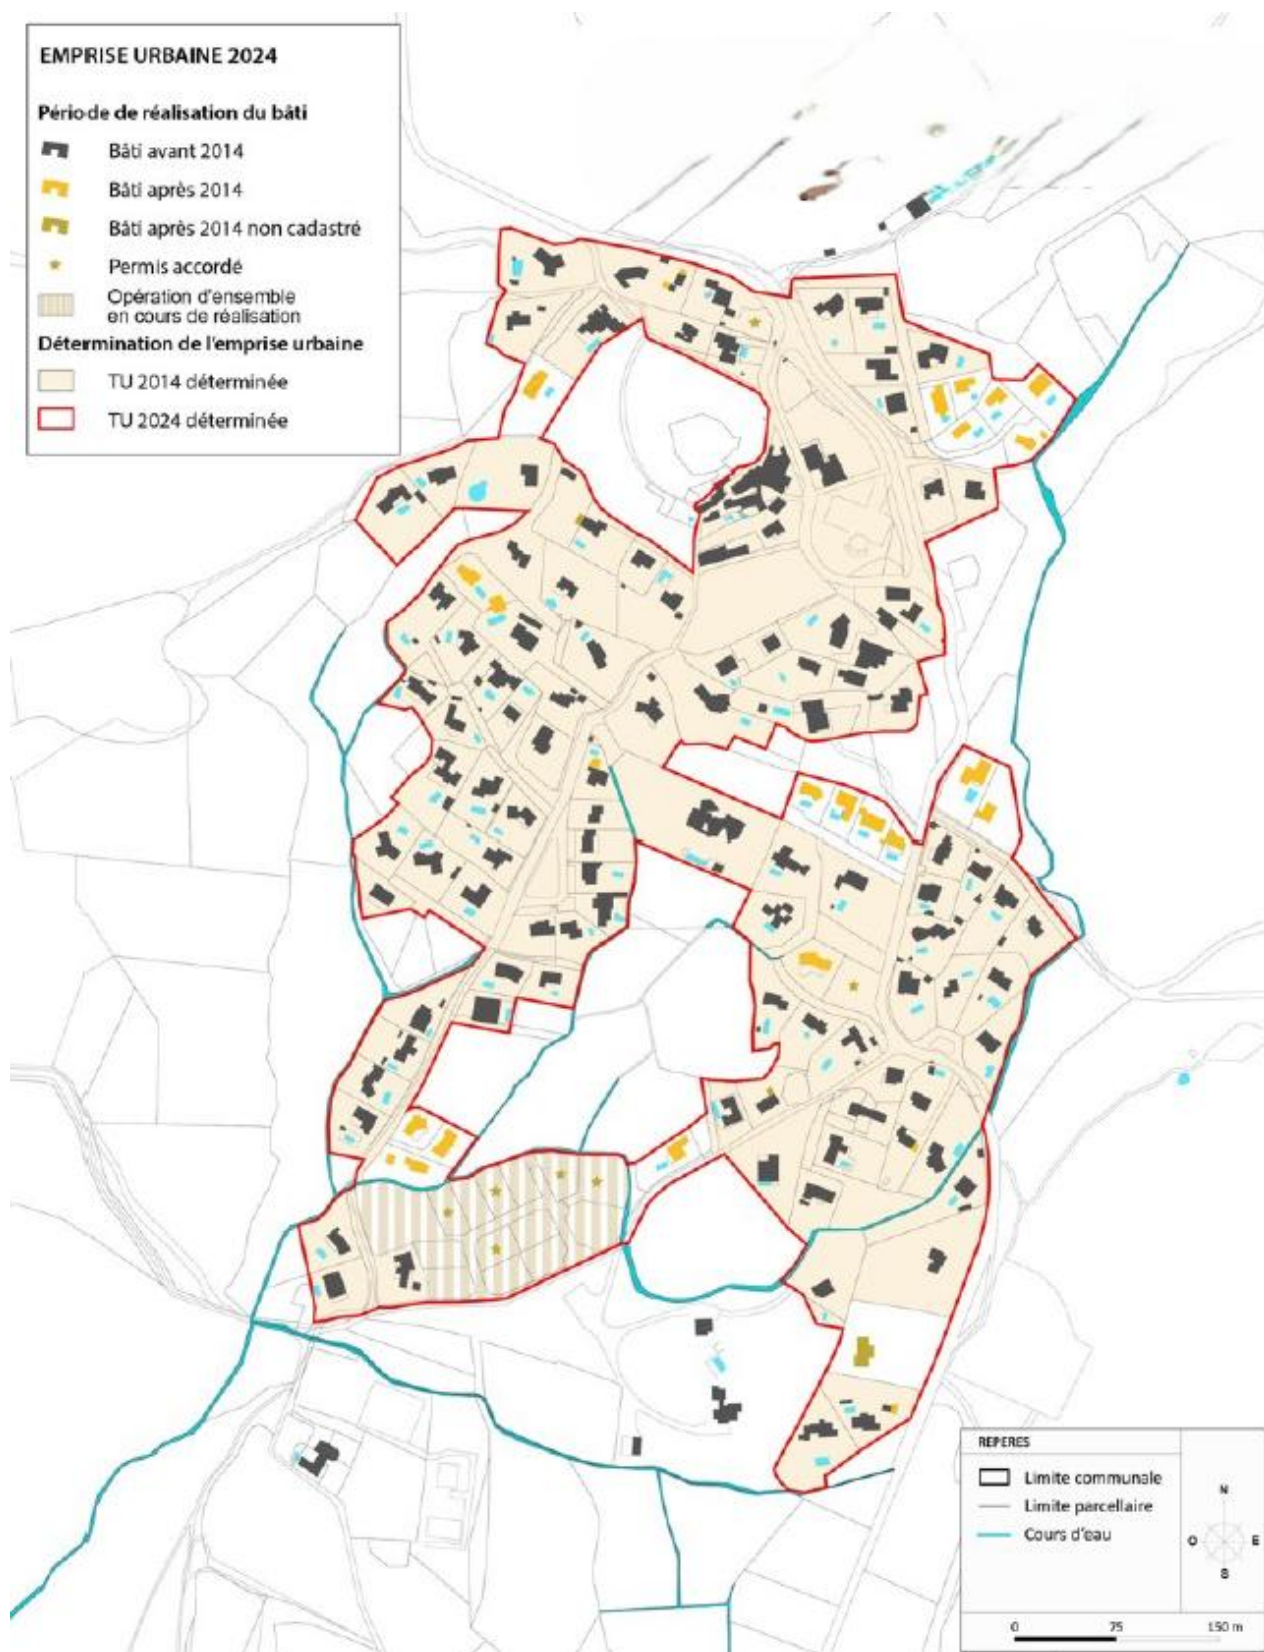 EMPRISE URBAINE 2024
Période de réalisation du bâti
Bâti avant 2014
Bâti après 2014
Bâti après 2014 non cadastré
Permis accordé
Opération d'ensemble
en cours de réalisation
Détermination de l'emprise urbaine
TU 2014 déterminée
TU 2024 déterminée
REPERES
Limite communale
Limite parcellaire
Cours d'eau
N
O E
S
0 75 150 m